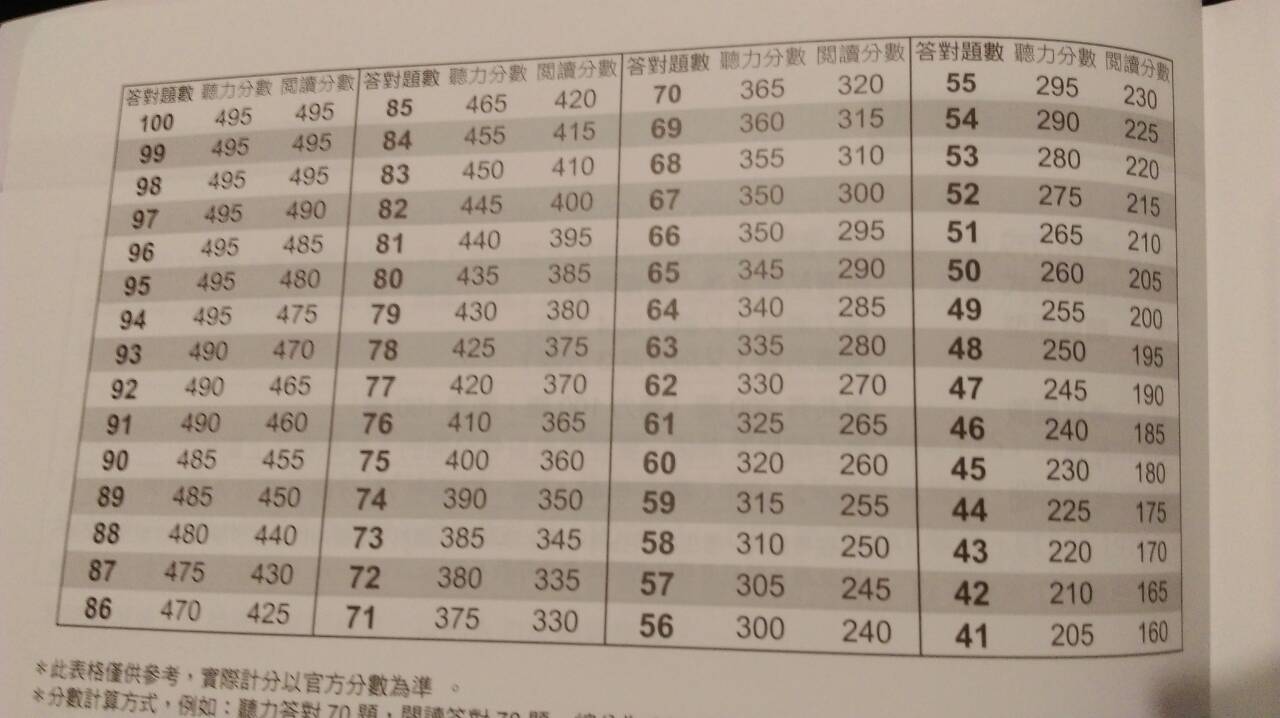 答對題數 聽力分數 閱讀分數 答對題數 聽力分數 閱讀分數 答對題數 聽力分數 閱讀分數 答對題數 聽力分數 閱讀分數
100 495 495 85 465 420 70 365 320 55 295 230
99 495 495 84 455 415 69 360 315 54 290 225
98 495 495 83 450 410 68 355 310 53 280 220
97 495 490 82 445 400 67 350 300 52 275 215
96 495 485 81 440 395 66 350 295 51 265 210
95 495 480 80 435 385 65 345 290 50 260 205
94 495 475 79 430 380 64 340 285 49 255 200
93 490 470 78 425 375 63 335 280 48 250 195
92 490 465 77 420 370 62 330 270 47 245 190
91 490 460 76 410 365 61 325 265 46 240 185
90 485 455 75 400 360 60 320 260 45 230 180
89 485 450 74 390 350 59 315 255 44 225 175
88 480 440 73 385 345 58 310 250 43 220 170
87 475 430 72 380 335 57 305 245 42 210 165
86 470 425 71 375 330 56 300 240 41 205 160
＊此表格僅供參考，實際計分以官方分數為準 。
＊分數計算方式，例如：聽力答對 70 題，閱讀答對